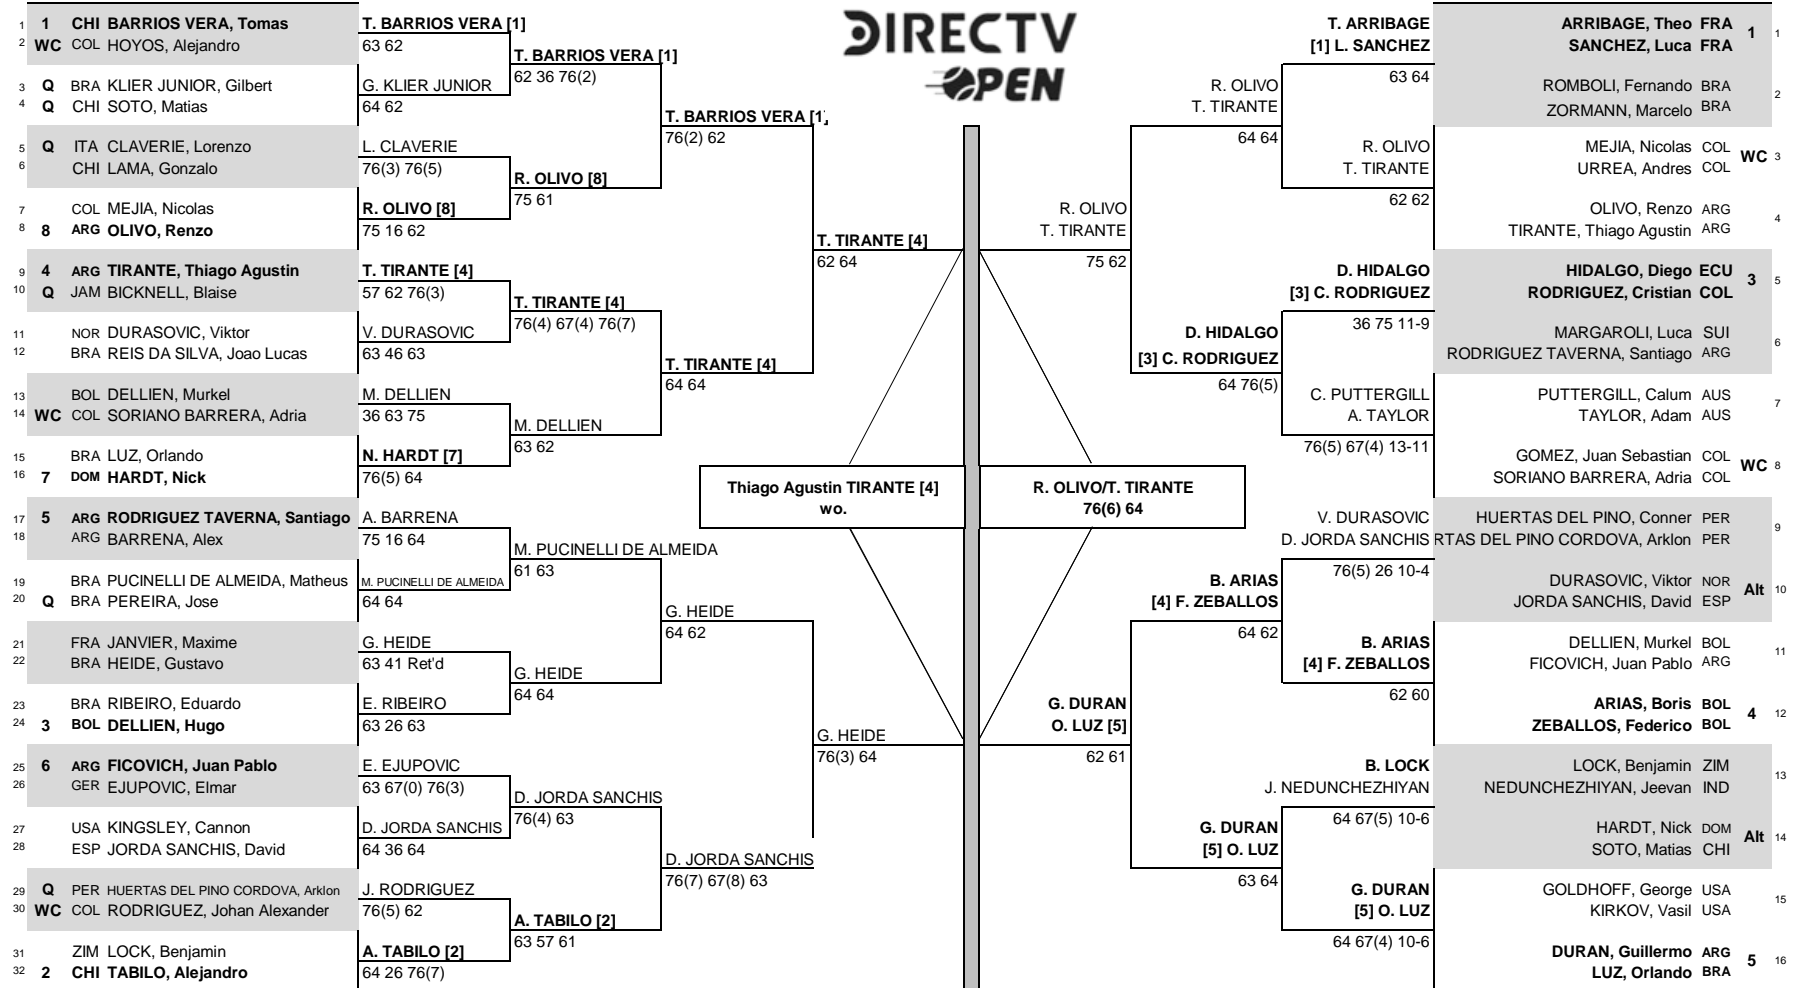 DIRECTV
OPEN
1 1 CHI BARRIOS VERA, Tomas
2 WC COL HOYOS, Alejandro
3 Q BRA KLIER JUNIOR, Gilbert
4 Q CHI SOTO, Matias
5 Q ITA CLAVERIE, Lorenzo
6 CHI LAMA, Gonzalo
7 COL MEJIA, Nicolas
8 8 ARG OLIVO, Renzo
9 4 ARG TIRANTE, Thiago Agustin
10 Q JAM BICKNELL, Blaise
11 NOR DURASOVIC, Viktor
12 BRA REIS DA SILVA, Joao Lucas
13 BOL DELLIEN, Murkel
14 WC COL SORIANO BARRERA, Adria
15 BRA LUZ, Orlando
16 7 DOM HARDT, Nick
17 5 ARG RODRIGUEZ TAVERNA, Santiago
18 ARG BARRENA, Alex
19 BRA PUCINELLI DE ALMEIDA, Matheus
20 Q BRA PEREIRA, Jose
21 FRA JANVIER, Maxime
22 BRA HEIDE, Gustavo
23 BRA RIBEIRO, Eduardo
24 3 BOL DELLIEN, Hugo
25 6 ARG FICOVICH, Juan Pablo
26 GER EJUPOVIC, Elmar
27 USA KINGSLEY, Cannon
28 ESP JORDA SANCHIS, David
29 Q PER HUERTAS DEL PINO CORDOVA, Arklon
30 WC COL RODRIGUEZ, Johan Alexander
31 ZIM LOCK, Benjamin
32 2 CHI TABILO, Alejandro
T. BARRIOS VERA [1]
63 62
G. KLIER JUNIOR
64 62
L. CLAVERIE
76(3) 76(5)
R. OLIVO [8]
75 16 62
T. TIRANTE [4]
57 62 76(3)
V. DURASOVIC
63 46 63
M. DELLIEN
36 63 75
N. HARDT [7]
76(5) 64
A. BARRENA
75 16 64
M. PUCINELLI DE ALMEIDA
64 64
G. HEIDE
63 41 Ret'd
E. RIBEIRO
63 26 63
E. EJUPOVIC
63 67(0) 76(3)
D. JORDA SANCHIS
64 36 64
J. RODRIGUEZ
76(5) 62
A. TABILO [2]
64 26 76(7)
T. BARRIOS VERA [1]
62 36 76(2)
R. OLIVO [8]
75 61
T. TIRANTE [4]
76(4) 67(4) 76(7)
M. DELLIEN
63 62
M. PUCINELLI DE ALMEIDA
61 63
G. HEIDE
64 64
D. JORDA SANCHIS
76(4) 63
A. TABILO [2]
63 57 61
T. BARRIOS VERA [1]
76(2) 62
T. TIRANTE [4]
64 64
G. HEIDE
64 62
D. JORDA SANCHIS
76(7) 67(8) 63
T. TIRANTE [4]
62 64
G. HEIDE
76(3) 64
Thiago Agustin TIRANTE [4]
wo.
R. OLIVO/T. TIRANTE
76(6) 64
R. OLIVO
T. TIRANTE
75 62
G. DURAN
O. LUZ [5]
62 61
R. OLIVO
T. TIRANTE
64 64
D. HIDALGO
[3] C. RODRIGUEZ
64 76(5)
B. ARIAS
[4] F. ZEBALLOS
64 62
G. DURAN
[5] O. LUZ
63 64
T. ARRIBAGE
[1] L. SANCHEZ
63 64
R. OLIVO
T. TIRANTE
62 62
D. HIDALGO
[3] C. RODRIGUEZ
36 75 11-9
C. PUTTERGILL
A. TAYLOR
76(5) 67(4) 13-11
V. DURASOVIC
D. JORDA SANCHIS
76(5) 26 10-4
B. ARIAS
[4] F. ZEBALLOS
62 60
B. LOCK
J. NEDUNCHEZHIYAN
64 67(5) 10-6
G. DURAN
[5] O. LUZ
64 67(4) 10-6
ARRIBAGE, Theo FRA 1 1
SANCHEZ, Luca FRA
ROMBOLI, Fernando BRA 2
ZORMANN, Marcelo BRA
MEJIA, Nicolas COL WC 3
URREA, Andres COL
OLIVO, Renzo ARG 4
TIRANTE, Thiago Agustin ARG
HIDALGO, Diego ECU 3 5
RODRIGUEZ, Cristian COL
MARGAROLI, Luca SUI 6
RODRIGUEZ TAVERNA, Santiago ARG
PUTTERGILL, Calum AUS 7
TAYLOR, Adam AUS
GOMEZ, Juan Sebastian COL WC 8
SORIANO BARRERA, Adria COL
HUERTAS DEL PINO, Conner PER 9
RTAS DEL PINO CORDOVA, Arklon PER
DURASOVIC, Viktor NOR Alt 10
JORDA SANCHIS, David ESP
DELLIEN, Murkel BOL 11
FICOVICH, Juan Pablo ARG
ARIAS, Boris BOL 4 12
ZEBALLOS, Federico BOL
LOCK, Benjamin ZIM 13
NEDUNCHEZHIYAN, Jeevan IND
HARDT, Nick DOM Alt 14
SOTO, Matias CHI
GOLDHOFF, George USA 15
KIRKOV, Vasil USA
DURAN, Guillermo ARG 5 16
LUZ, Orlando BRA